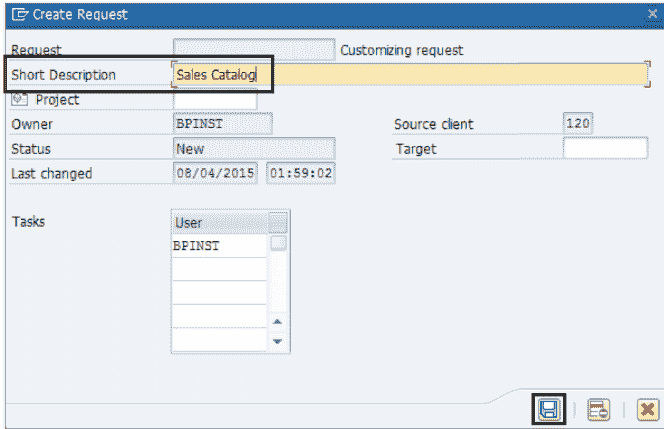 Create Request
Request Customizing request
Short Description Sales Catalog
Project
Owner BPINST Source client 120
Status New Target
Last changed 08/04/2015 01:59:02
Tasks User
BPINST